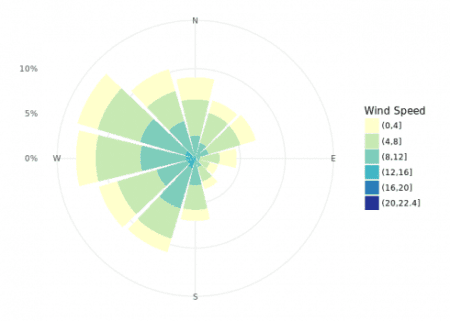 N
10%
5%
0%
W
E
S
Wind Speed
(0,4]
(4,8]
(8,12]
(12,16]
(16,20]
(20,22.4]